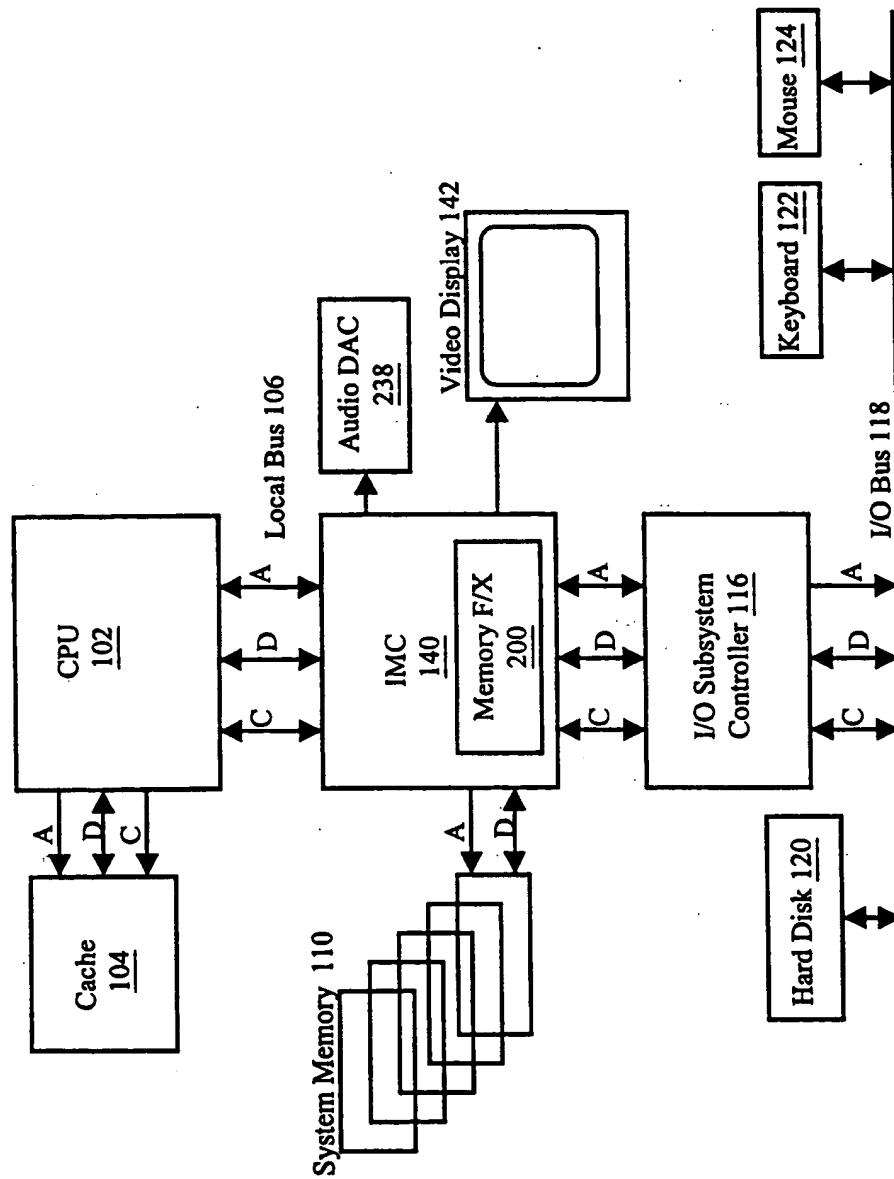 Cache
104
A
D
C
CPU
102
C
D
A
Local Bus 106
System Memory 110
A
D
IMC
140
Memory F/X
200
Audio DAC
238
Video Display 142
C
D
A
I/O Subsystem
Controller 116
C
D
A
I/O Bus 118
Hard Disk 120
Keyboard 122
Mouse 124